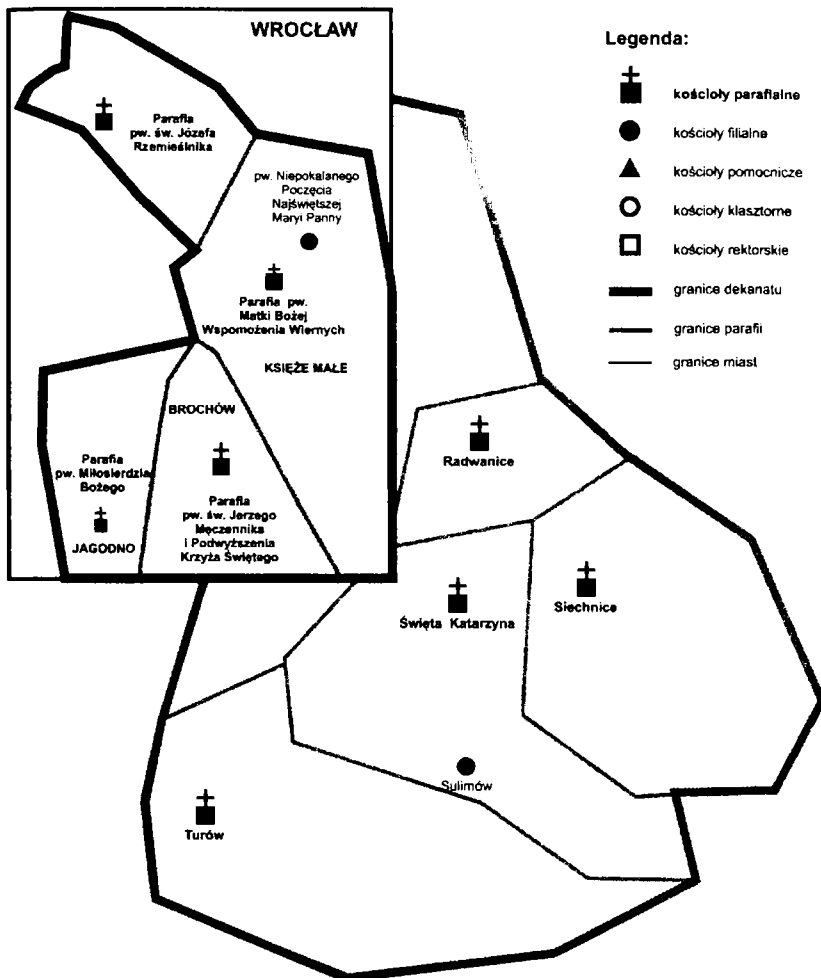 WROCŁAW
Parafia
pw. św. Józefa
Rzemieślnika
pw. Niepokalanego
Poczęcia
Najświętszej
Maryi Panny
Parafia pw.
Matki Bożej
Wspomożenia Wiernych
KSIĘŻE MAŁE
BROCHÓW
Parafia
pw. Miłosierdzia
Bożego
JAGODNO
Parafia
pw. św. Jerzego
Męczennika
i Podwyższenia
Krzyża Świętego
Legenda:
kościoły parafialne
kościoły filialne
kościoły pomocnicze
kościoły klasztorne
kościoły rektorskie
granice dekanatu
granice parafii
granice miast
Radwanice
Święta Katarzyna
Siechnice
Sulimów
Turów